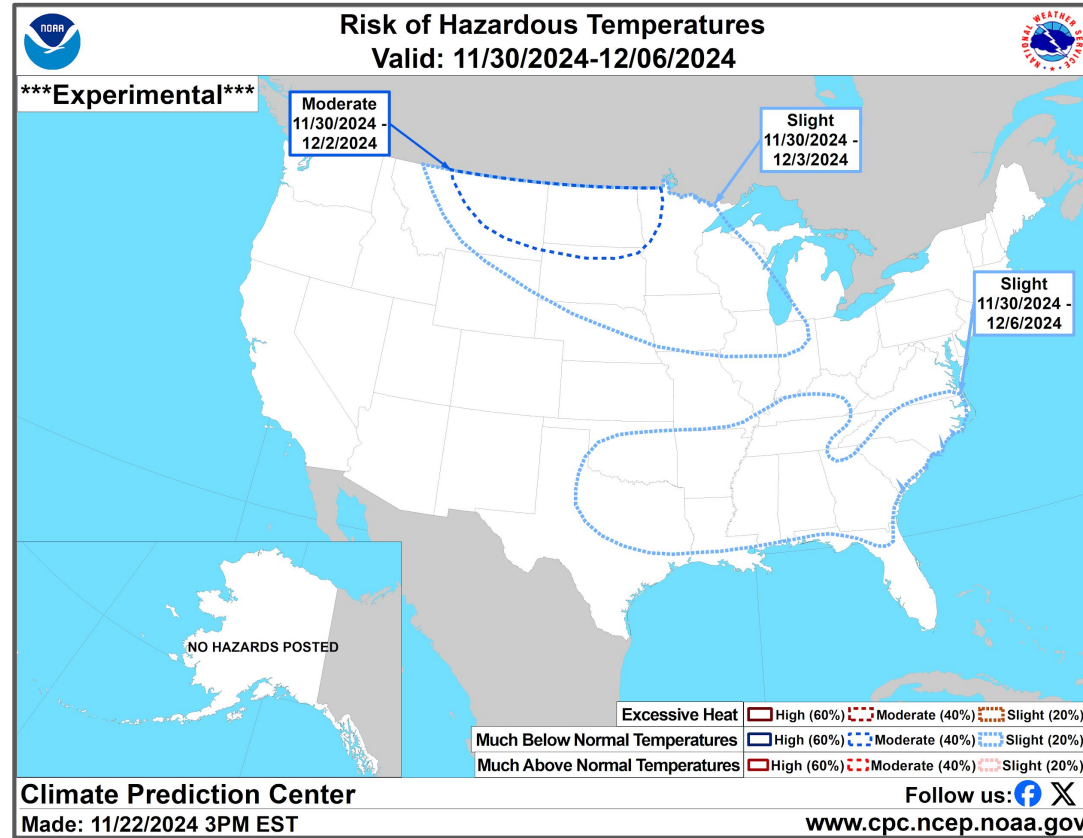 NOAA
Risk of Hazardous Temperatures
Valid: 11/30/2024-12/06/2024
NATIONAL WEATHER SERVICE
***Experimental***
Moderate
11/30/2024 -
12/2/2024
Slight
11/30/2024 -
12/3/2024
Slight
11/30/2024 -
12/6/2024
NO HAZARDS POSTED
Excessive Heat High (60%) Moderate (40%) Slight (20%)
Much Below Normal Temperatures High (60%) Moderate (40%) Slight (20%)
Much Above Normal Temperatures High (60%) Moderate (40%) Slight (20%)
Climate Prediction Center
Follow us:
Made: 11/22/2024 3PM EST
www.cpc.ncep.noaa.gov